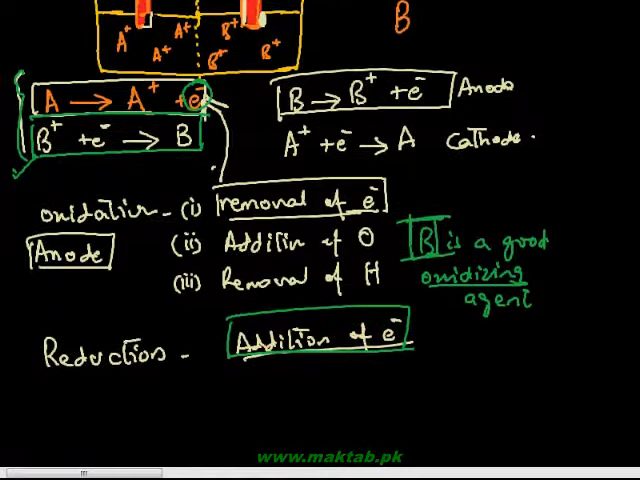 B
A⁺ A⁺ B⁺
A⁺ B⁺ B⁺
A → A⁺ + e⁻
B⁺ + e⁻ → B
B → B⁺ + e⁻ Anode
A⁺ + e⁻ → A Cathode.
oxidation - (i) removal of e⁻
Anode (ii) Addition of O
(iii) Removal of H
B is a good
oxidizing
agent
Reduction - Addition of e⁻
www.maktab.pk